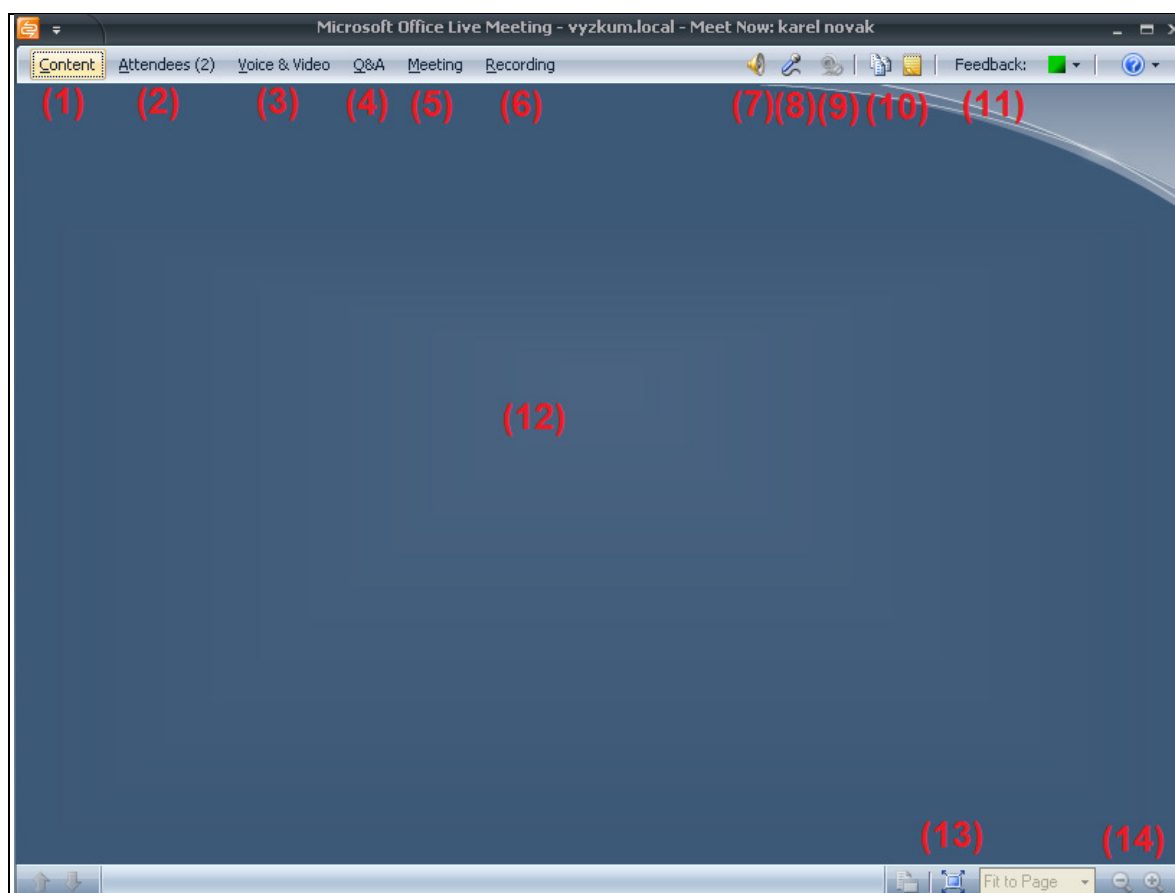 Microsoft Office Live Meeting - vyzkum.local - Meet Now: karel novak
Content Attendees (2) Voice & Video Q&A Meeting Recording Feedback:
(1) (2) (3) (4) (5) (6) (7) (8) (9) (10) (11)
(12)
(13) (14)
Fit to Page